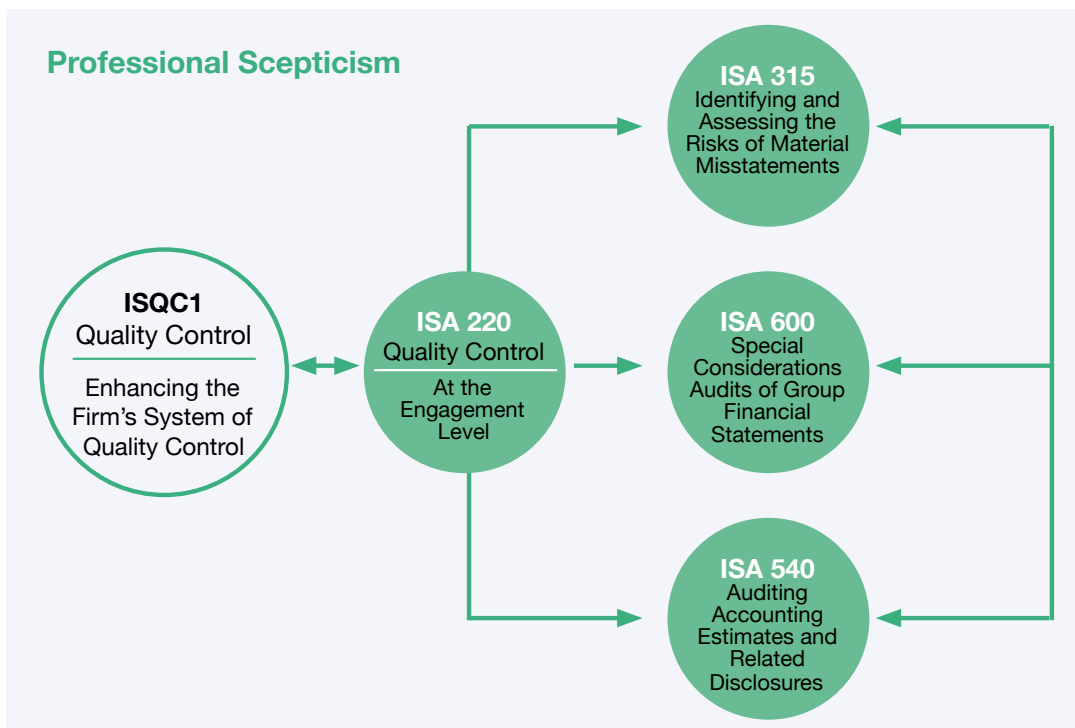 Professional Scepticism
ISQC1
Quality Control
Enhancing the
Firm's System of
Quality Control
ISA 220
Quality Control
At the
Engagement
Level
ISA 315
Identifying and
Assessing the
Risks of Material
Misstatements
ISA 600
Special
Considerations
Audits of Group
Financial
Statements
ISA 540
Auditing
Accounting
Estimates and
Related
Disclosures